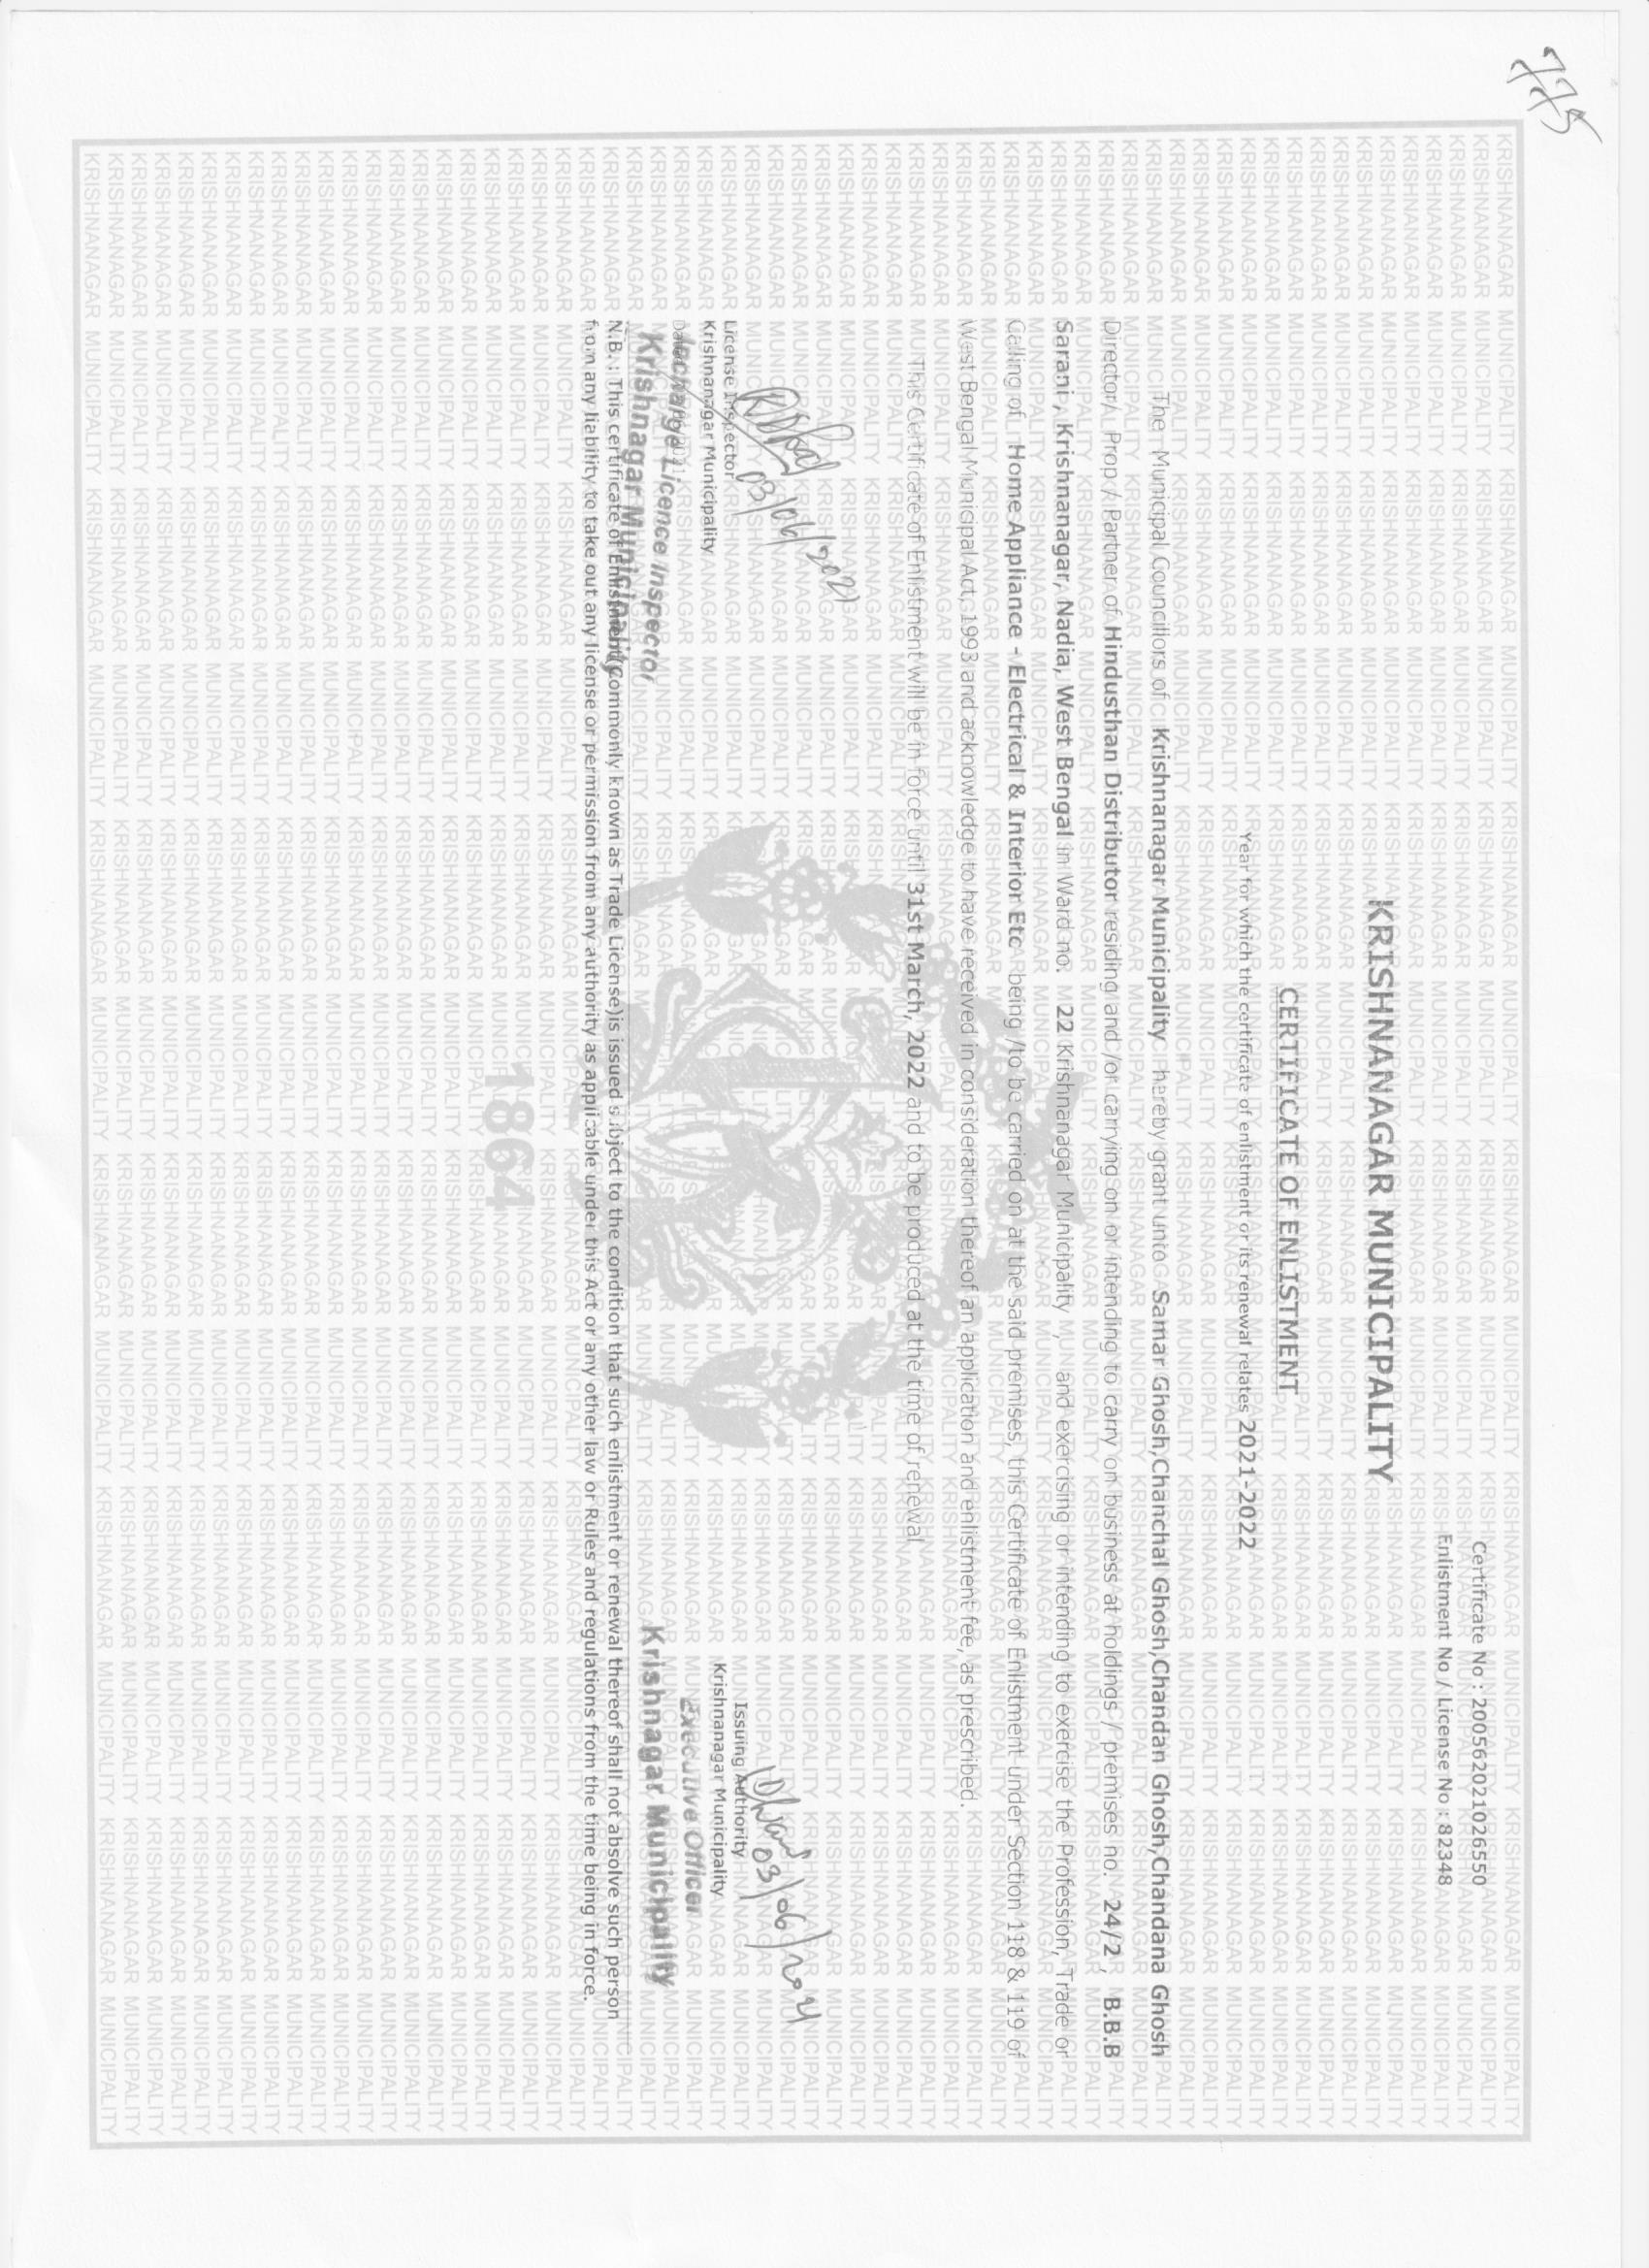 775
Certificate No : 2005620210 26550
Enlistment No / License No : 82348
KRISHNANAGAR MUNICIPALITY
CERTIFICATE OF ENLISTMENT
Year for which the certificate of enlistment or its renewal relates 2021-2022
The Municipal Councillors of Krishnanagar Municipality hereby grant unto Samar Ghosh,Chanchal Ghosh,Chandan Ghosh,Chandana Ghosh
Director/ Prop / Partner of Hindusthan Distributor residing and /or carrying on or intending to carry on business at holdings / premises no. 24/2 , B.B.B
Sarani , Krishnanagar, Nadia, West Bengal in Ward no. 22 Krishnanagar Municipality , and exercising or intending to exercise the Profession, Trade or
Calling of Home Appliance - Electrical & Interior Etc being /to be carried on at the said premises, this Certificate of Enlistment under Section 118 & 119 of
West Bengal Municipal Act, 1993 and acknowledge to have received in consideration thereof an application and enlistment fee, as prescribed.
This Certificate of Enlistment will be in force until 31st March, 2022 and to be produced at the time of renewal
03/06/2021
03/06/2021
License Inspector
Issuing Authority
Krishnanagar Municipality
Krishnanagar Municipality
Incharge Licence Inspector
Executive Officer
Krishnagar Municipality
Krishnagar Municipality
N.B. : This certificate of Enlistment(Commonly known as Trade License)is issued subject to the condition that such enlistment or renewal thereof shall not absolve such person
from any liability to take out any license or permission from any authority as applicable under this Act or any other law or Rules and regulations from the time being in force.
1864